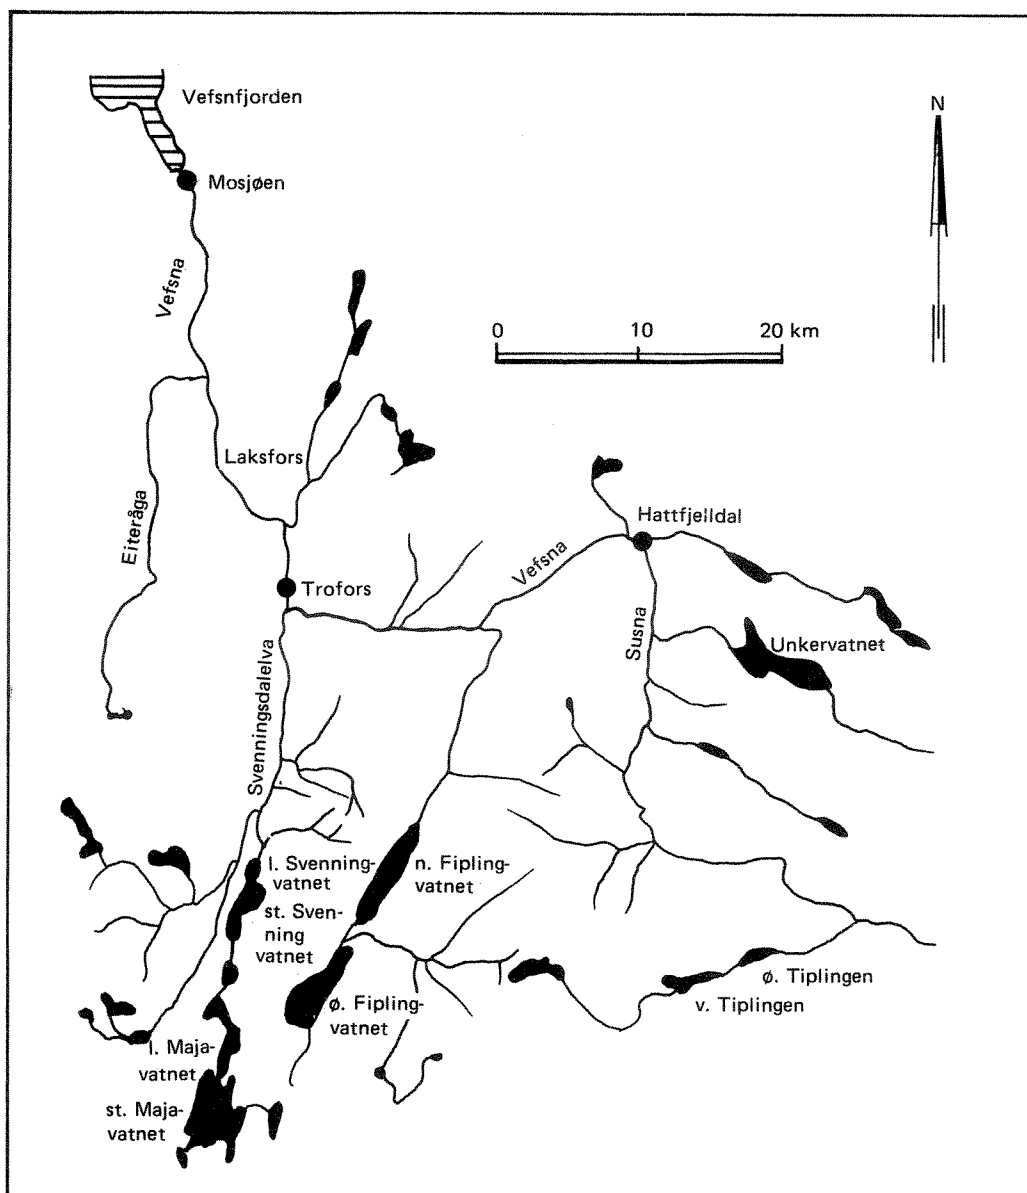 Vefsnfjorden
N
Mosjøen
Vefsna
0 10 20 km
Laksfors
Eiteråga
Hattfjelldal
Vefsna
Trofors
Susna
Unkervatnet
Svenningsdalelva
l. Svenning-
vatnet
n. Fipling-
vatnet
st. Sven-
ning
vatnet
ø. Tiplingen
v. Tiplingen
ø. Fipling-
vatnet
l. Maja-
vatnet
st. Maja-
vatnet